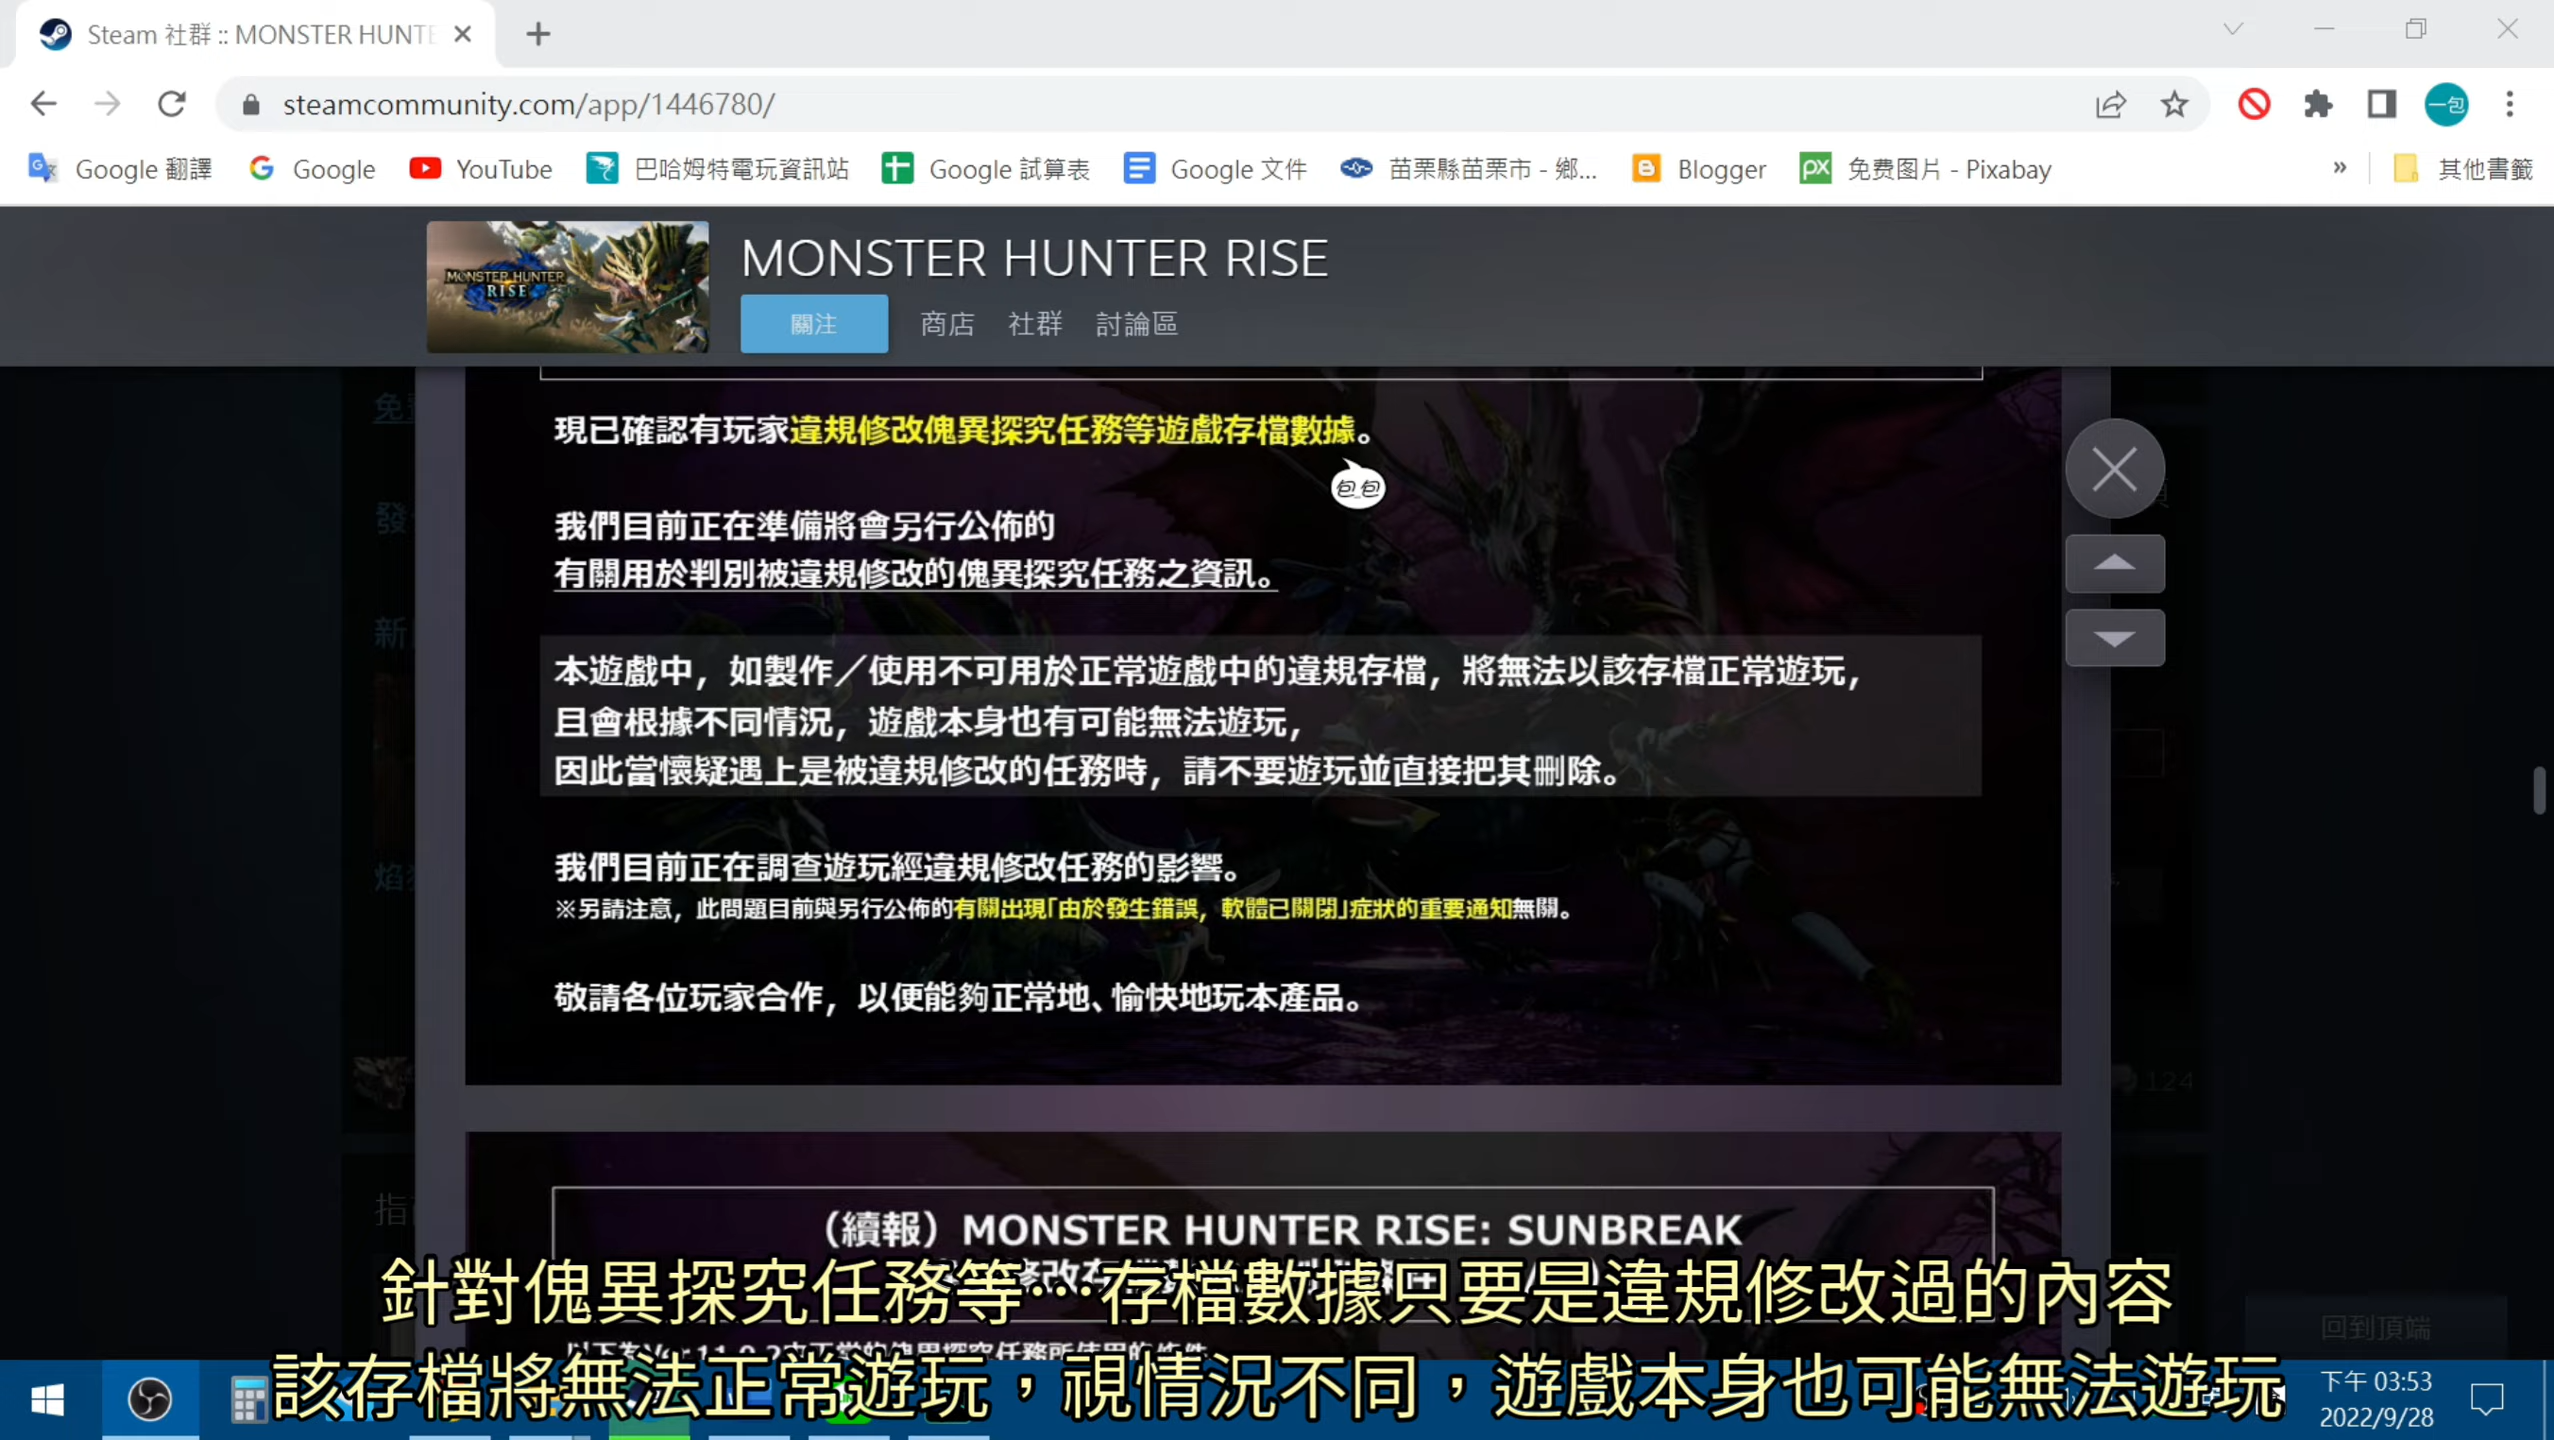 Steam 社群 :: MONSTER HUNTE
steamcommunity.com/app/1446780/
一包
Google 翻譯
Google
YouTube
巴哈姆特電玩資訊站
Google 試算表
Google 文件
苗栗縣苗栗市 - 鄉...
Blogger
PX
免费图片 - Pixabay
»
其他書籤
MONSTER HUNTER RISE
MONSTER HUNTER RISE
關注
商店
社群
討論區
現已確認有玩家違規修改傀異探究任務等遊戲存檔數據。
包_包
我們目前正在準備將會另行公佈的
有關用於判別被違規修改的傀異探究任務之資訊。
本遊戲中，如製作／使用不可用於正常遊戲中的違規存檔，將無法以該存檔正常遊玩，
且會根據不同情況，遊戲本身也有可能無法遊玩，
因此當懷疑遇上是被違規修改的任務時，請不要遊玩並直接把其刪除。
我們目前正在調查遊玩經違規修改任務的影響。
※另請注意，此問題目前與另行公佈的有關出現「由於發生錯誤，軟體已關閉」症狀的重要通知無關。
敬請各位玩家合作，以便能夠正常地、愉快地玩本產品。
124
（續報）MONSTER HUNTER RISE: SUNBREAK
針對傀異探究任務等…存檔數據只要是違規修改過的內容
回到頂端
該存檔將無法正常遊玩，視情況不同，遊戲本身也可能無法遊玩
下午 03:53
2022/9/28